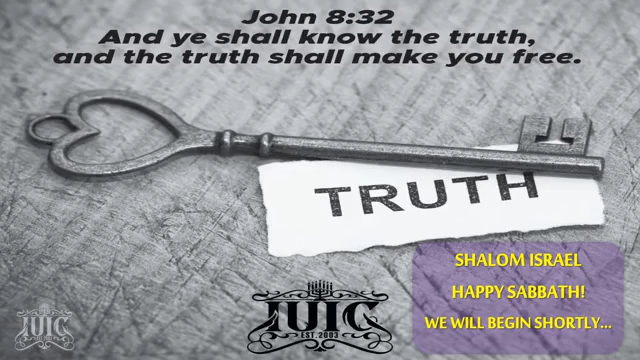 John 8:32
And ye shall know the truth,
and the truth shall make you free.
TRUTH
SHALOM ISRAEL
HAPPY SABBATH!
WE WILL BEGIN SHORTLY...
IUIC
EST. 2003
IUIC